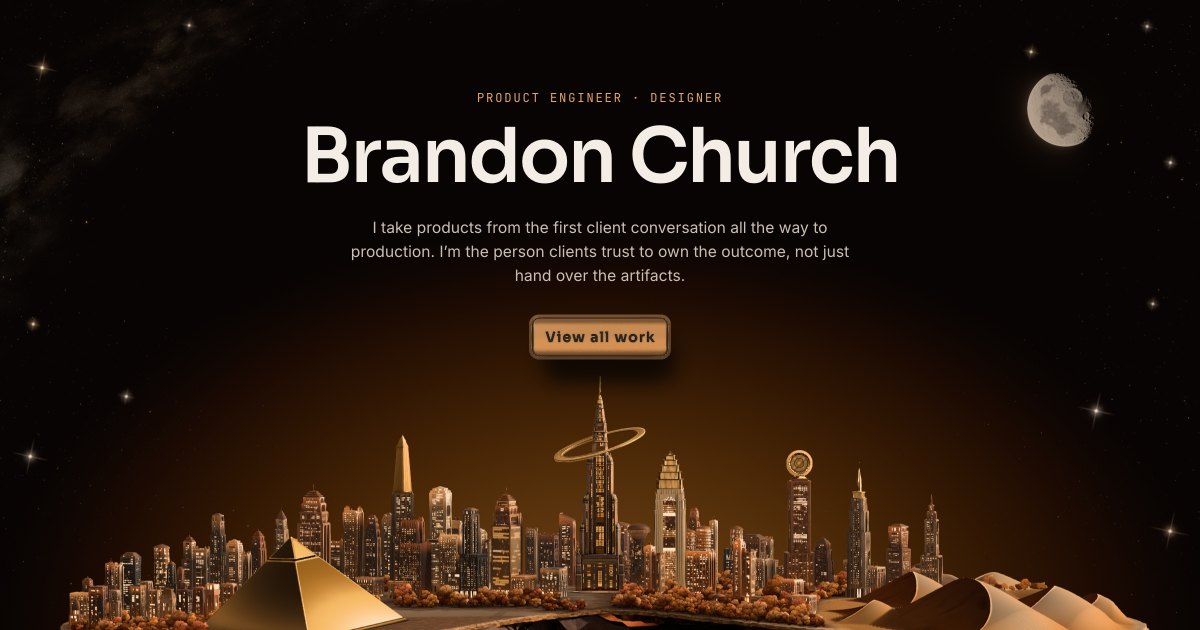 PRODUCT ENGINEER · DESIGNER
Brandon Church
I take products from the first client conversation all the way to
production. I’m the person clients trust to own the outcome, not just
hand over the artifacts.
View all work